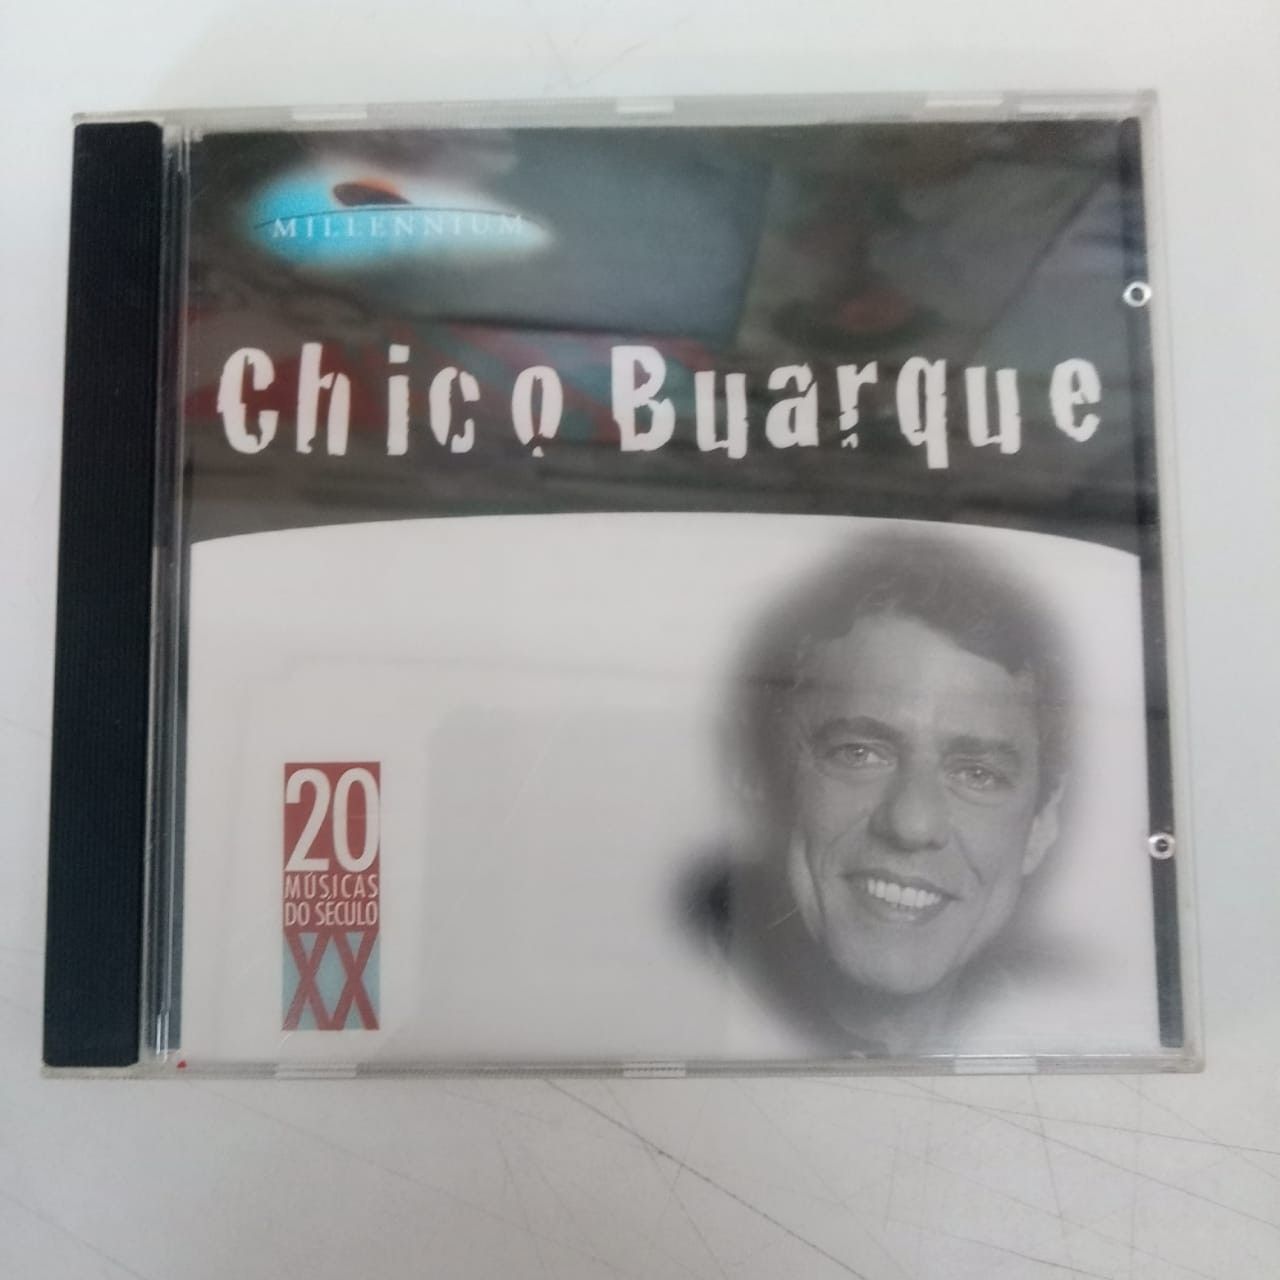 MILLENNIUM
Chico Buarque
20
MÚSICAS
DO SÉCULO
XX